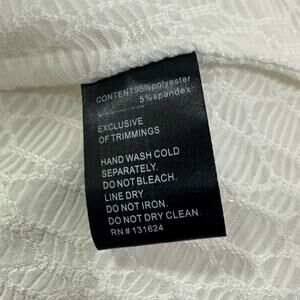 CONTENT95%polyester
5%spandex
EXCLUSIVE
OF TRIMMINGS
HAND WASH COLD
SEPARATELY.
DO NOT BLEACH.
LINE DRY
DO NOT IRON.
DO NOT DRY CLEAN.
RN# 131624